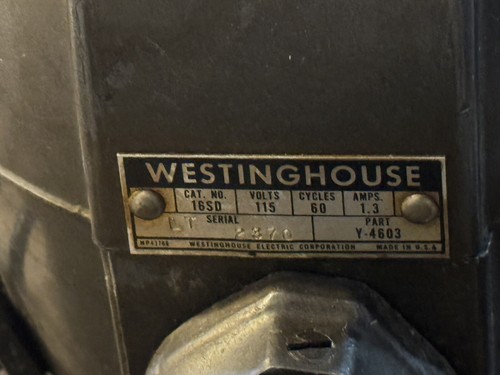 WESTINGHOUSE
CAT. NO. VOLTS CYCLES AMPS.
16SD 115 60 1.3
SERIAL PART
LT Y-4603
WESTINGHOUSE ELECTRIC CORPORATION MADE IN U.S.A